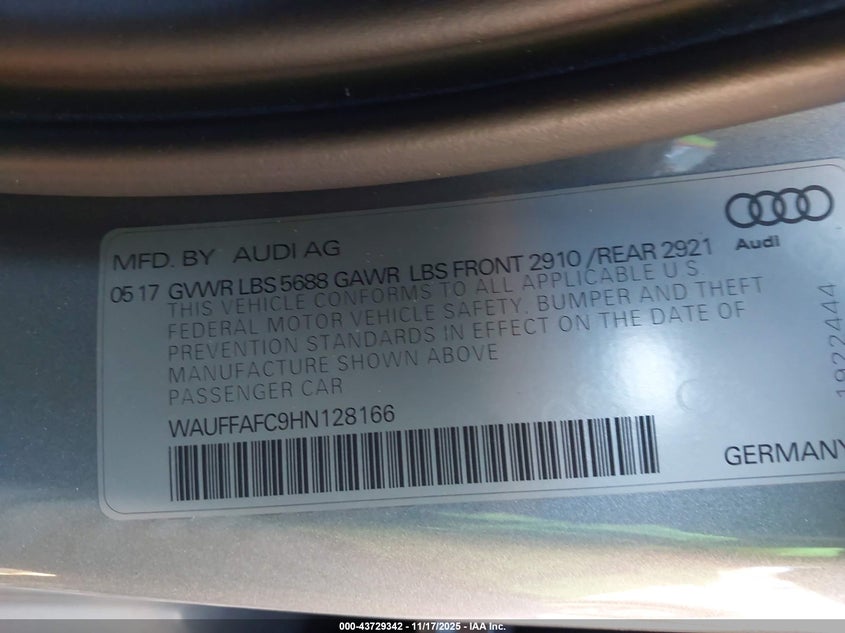 Audi
MFD. BY AUDI AG
05 17 GVWR LBS 5688 GAWR LBS FRONT 2910 /REAR 2921
THIS VEHICLE CONFORMS TO ALL APPLICABLE U.S.
FEDERAL MOTOR VEHICLE SAFETY, BUMPER AND THEFT
PREVENTION STANDARDS IN EFFECT ON THE DATE OF
MANUFACTURE SHOWN ABOVE
PASSENGER CAR
WAUFFAFC9HN128166
GERMANY
1922444
000-43729342 - 11/17/2025 - IAA Inc.